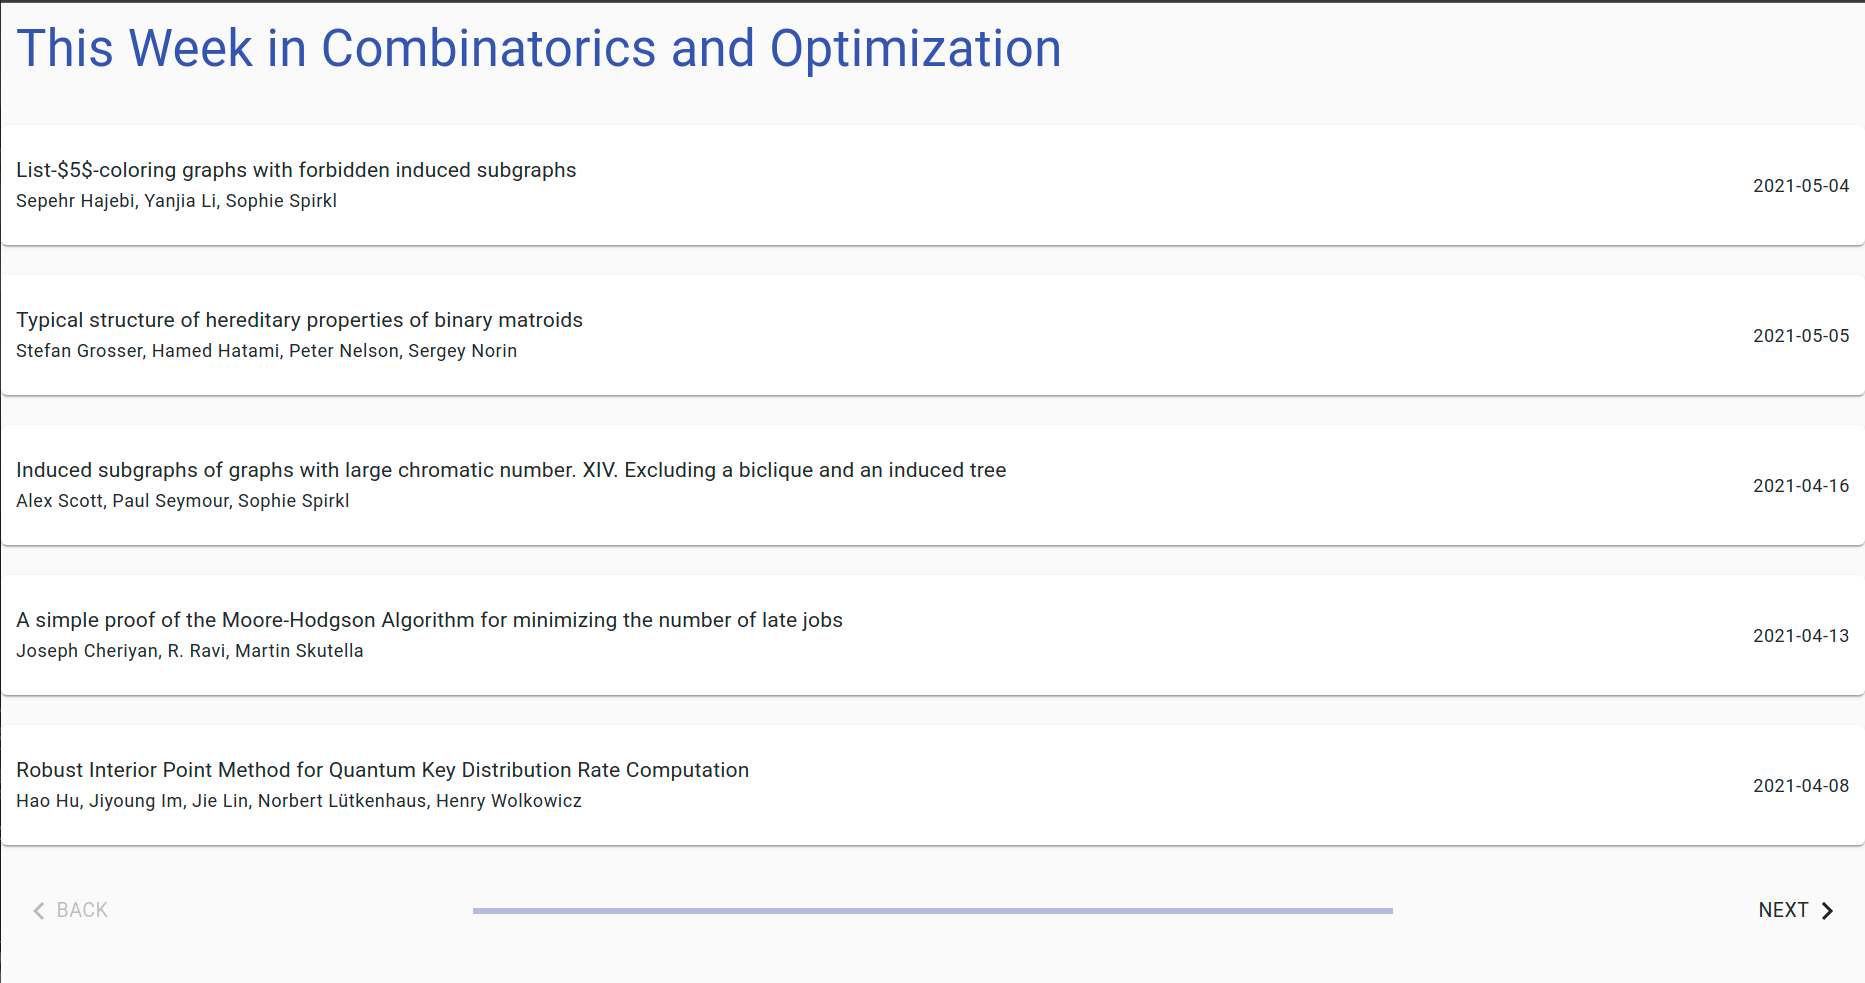 This Week in Combinatorics and Optimization
List-$5$-coloring graphs with forbidden induced subgraphs
Sepehr Hajebi, Yanjia Li, Sophie Spirkl
2021-05-04
Typical structure of hereditary properties of binary matroids
Stefan Grosser, Hamed Hatami, Peter Nelson, Sergey Norin
2021-05-05
Induced subgraphs of graphs with large chromatic number. XIV. Excluding a biclique and an induced tree
Alex Scott, Paul Seymour, Sophie Spirkl
2021-04-16
A simple proof of the Moore-Hodgson Algorithm for minimizing the number of late jobs
Joseph Cheriyan, R. Ravi, Martin Skutella
2021-04-13
Robust Interior Point Method for Quantum Key Distribution Rate Computation
Hao Hu, Jiyoung Im, Jie Lin, Norbert Lütkenhaus, Henry Wolkowicz
2021-04-08
BACK
NEXT